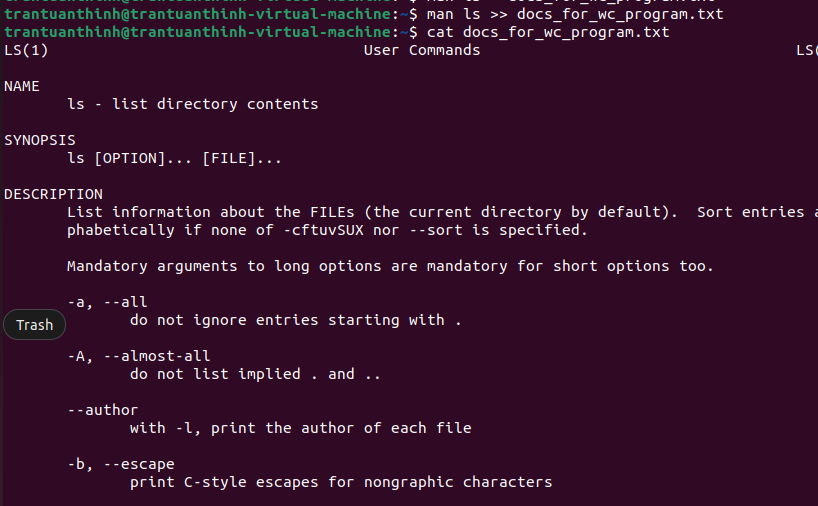 trantuanthinh@trantuanthinh-virtual-machine:~$ man ls >> docs_for_wc_program.txt
trantuanthinh@trantuanthinh-virtual-machine:~$ cat docs_for_wc_program.txt
LS(1) User Commands LS(
NAME
ls - list directory contents
SYNOPSIS
ls [OPTION]... [FILE]...
DESCRIPTION
List information about the FILEs (the current directory by default). Sort entries a
phabetically if none of -cftuvSUX nor --sort is specified.
Mandatory arguments to long options are mandatory for short options too.
-a, --all
do not ignore entries starting with .
Trash
-A, --almost-all
do not list implied . and ..
--author
with -l, print the author of each file
-b, --escape
print C-style escapes for nongraphic characters